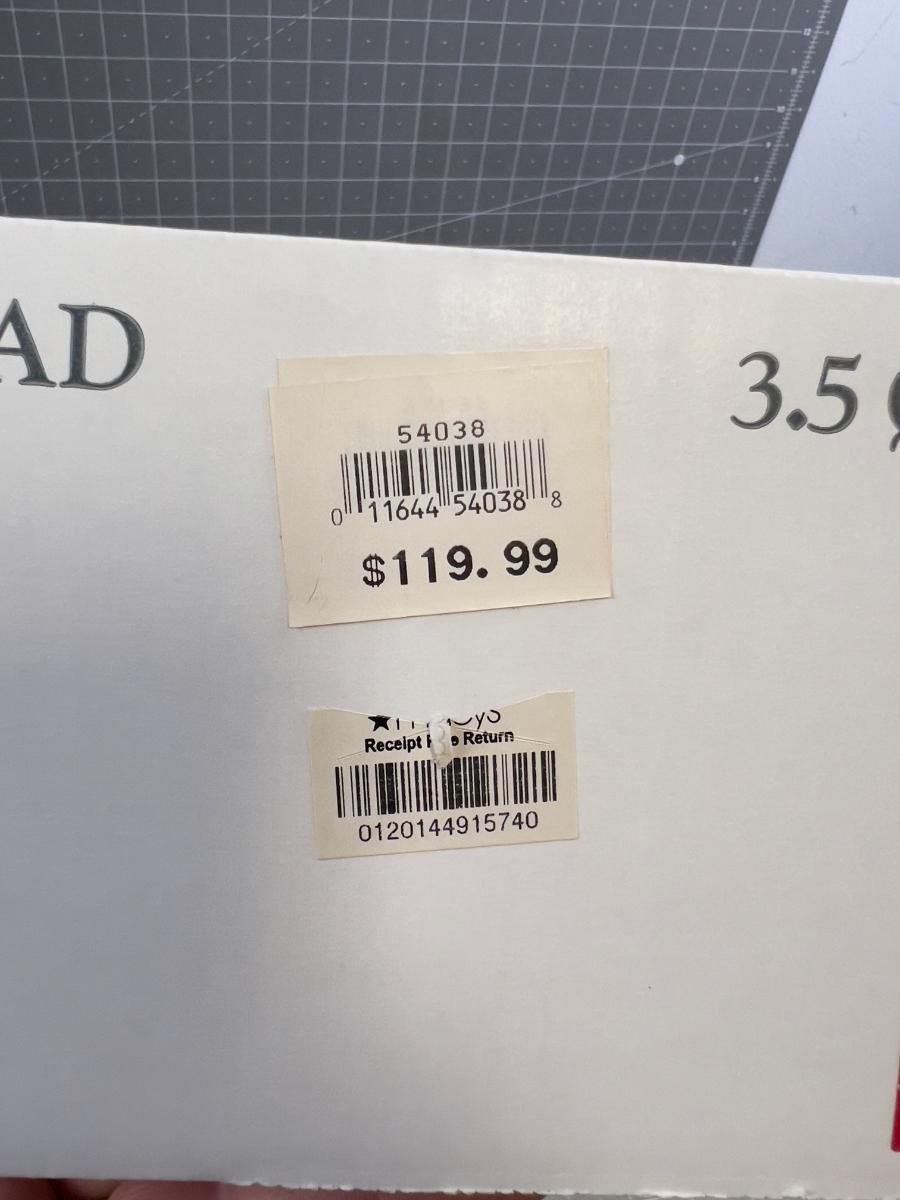 AD
3.5 Q
54038
0 11644 54038 8
$119.99
Receipt Return
0120144915740